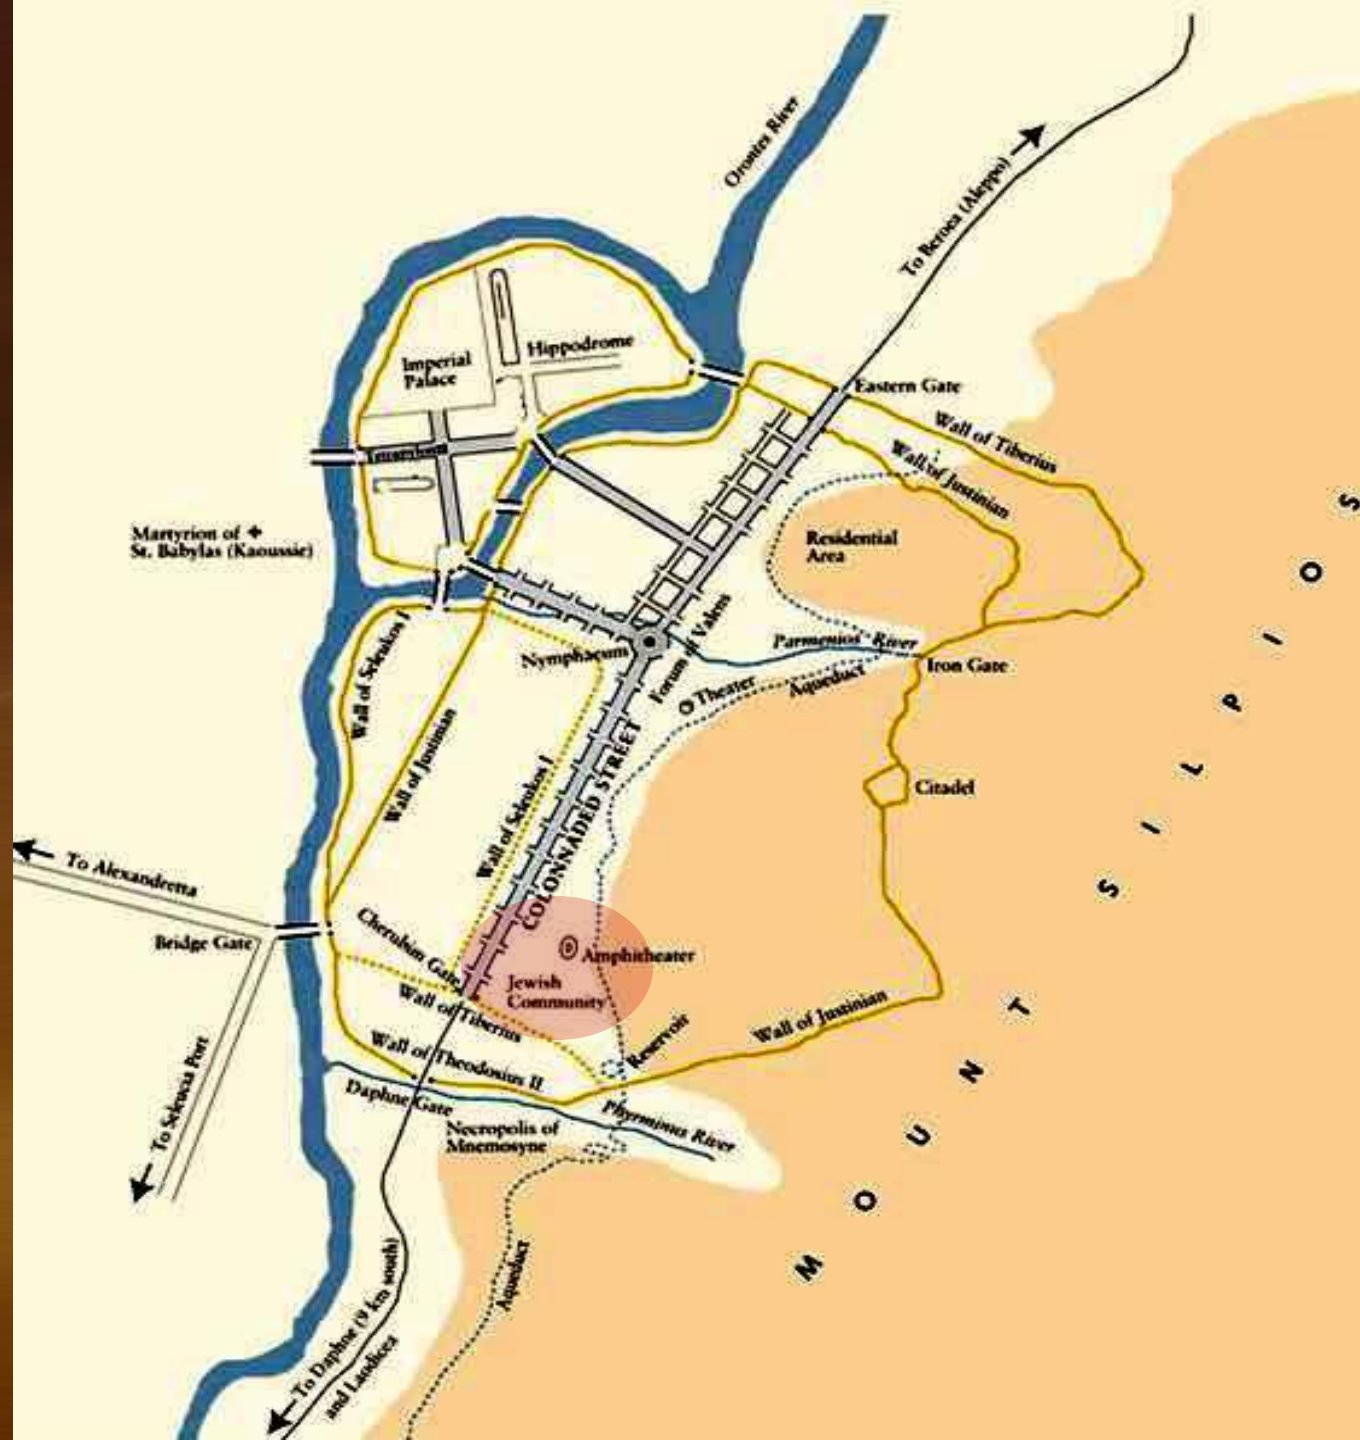 Orontes River
To Beroea (Aleppo)
Imperial
Palace
Hippodrome
Eastern Gate
Wall of Tiberius
Wall of Justinian
Martyrion of
St. Babylas (Kaoussie)
Residential
Area
Wall of Seleukos I
Nymphaeum
Forum of Valens
Parmenios River
Iron Gate
Theater
Aqueduct
Wall of Justinian
Wall of Seleukos I
COLONNADED STREET
Citadel
MOUNT SILPIOS
To Alexandretta
Bridge Gate
Cherubim Gate
Amphitheater
Jewish
Community
Wall of Tiberius
Wall of Justinian
Reservoir
Wall of Theodosius II
To Seleucia Port
Daphne Gate
Phyrminus River
Necropolis of
Mnemosyne
Aqueduct
To Daphne (9 km south)
and Laodicea